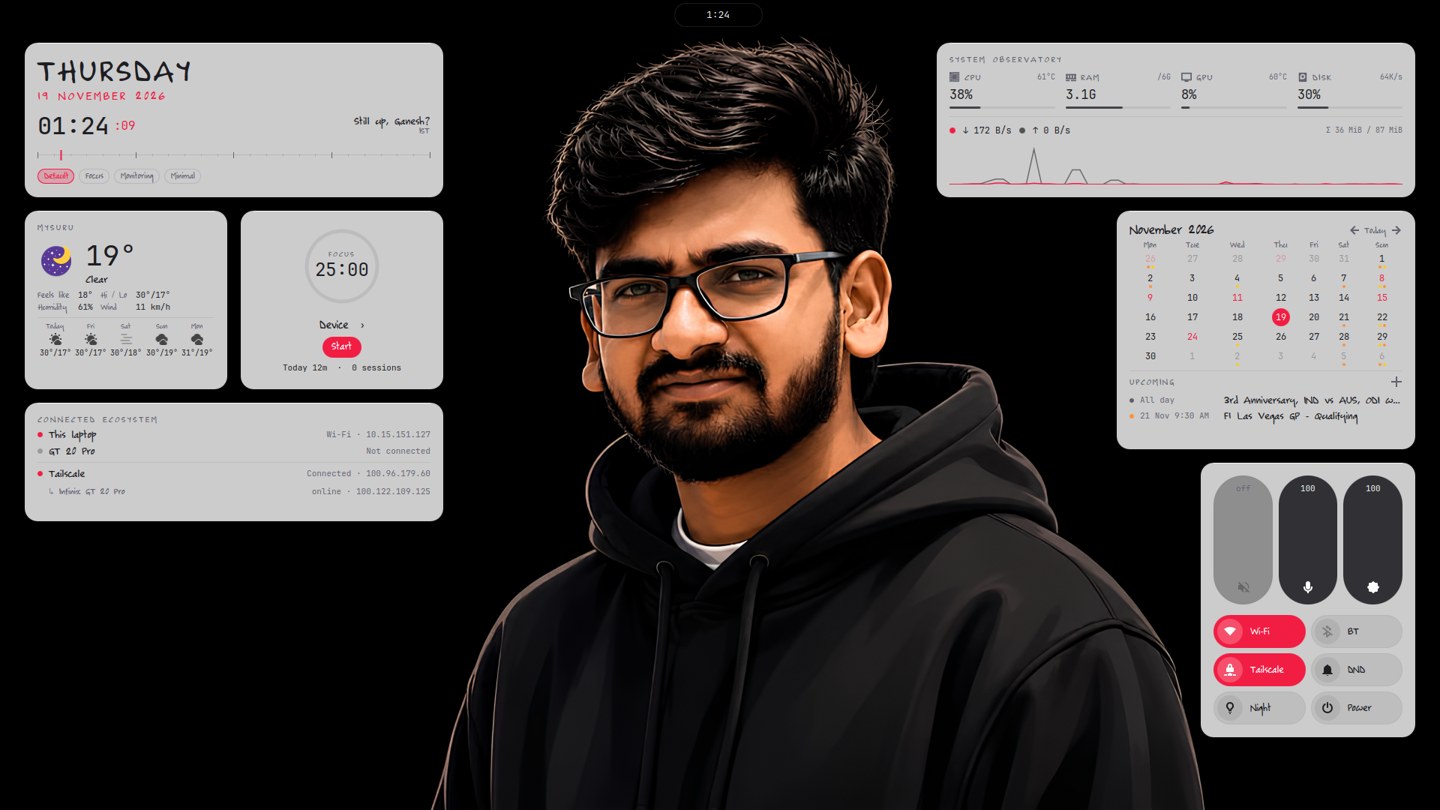 1:24
THURSDAY
19 NOVEMBER 2026
01:24 :09
Still up, Ganesh?
IST
Default Focus Monitoring Minimal
MYSURU
19°
Clear
Feels like 18° Hi / Lo 30°/17°
Humidity 61% Wind 11 km/h
Today Fri Sat Sun Mon
30°/17° 30°/17° 30°/18° 30°/19° 31°/19°
FOCUS
25:00
Device ›
Start
Today 12m · 0 sessions
CONNECTED ECOSYSTEM
This laptop Wi-Fi · 10.15.151.127
GT 20 Pro Not connected
Tailscale Connected · 100.96.179.60
↳ Infinix GT 20 Pro online · 100.122.109.125
SYSTEM OBSERVATORY
CPU 61°C RAM /6G GPU 60°C DISK 64K/s
38% 3.1G 8% 30%
↓ 172 B/s ↑ 0 B/s Σ 36 MiB / 87 MiB
November 2026 ← Today →
Mon Tue Wed Thu Fri Sat Sun
26 27 28 29 30 31 1
2 3 4 5 6 7 8
9 10 11 12 13 14 15
16 17 18 19 20 21 22
23 24 25 26 27 28 29
30 1 2 3 4 5 6
UPCOMING +
All day 3rd Anniversary, IND vs AUS, ODI w…
21 Nov 9:30 AM F1 Las Vegas GP - Qualifying
off 100 100
Wi-Fi BT
Tailscale DND
Night Power